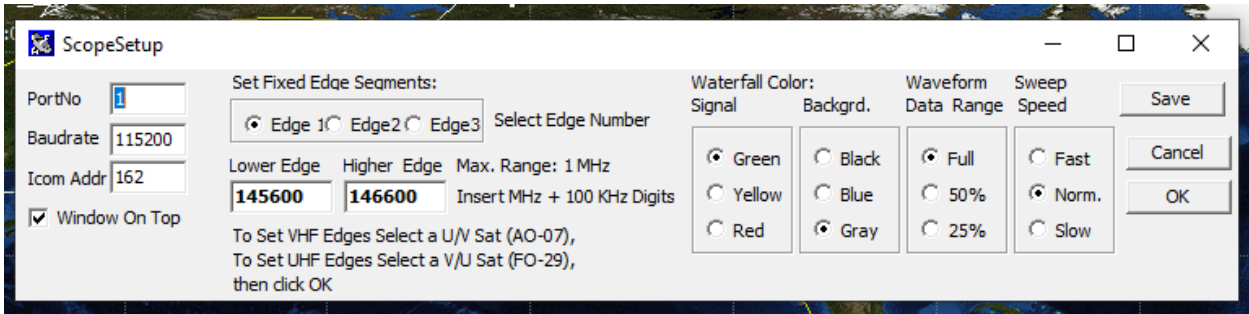 ScopeSetup
PortNo 1
Baudrate 115200
Icom Addr 162
Window On Top
Set Fixed Edge Segments:
Edge 1 Edge2 Edge3 Select Edge Number
Lower Edge Higher Edge Max. Range: 1 MHz
145600 146600 Insert MHz + 100 KHz Digits
To Set VHF Edges Select a U/V Sat (AO-07),
To Set UHF Edges Select a V/U Sat (FO-29),
then click OK
Waterfall Color:
Signal Backgrd.
Green Black
Yellow Blue
Red Gray
Waveform
Data Range
Full
50%
25%
Sweep
Speed
Fast
Norm.
Slow
Save
Cancel
OK